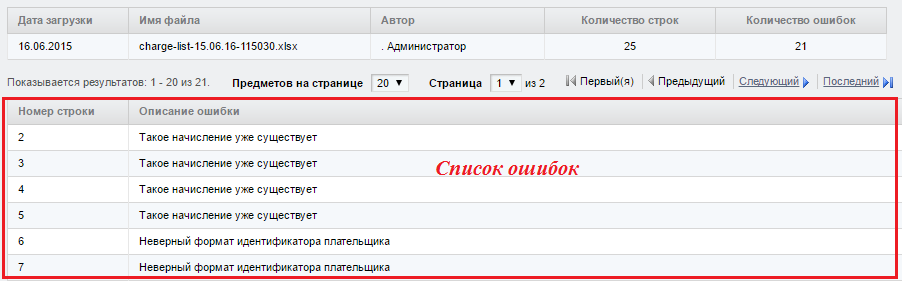 Дата загрузки Имя файла Автор Количество строк Количество ошибок
16.06.2015 charge-list-15.06.16-115030.xlsx . Администратор 25 21
Показывается результатов: 1 - 20 из 21. Предметов на странице 20 Страница 1 из 2 Первый(я) Предыдущий Следующий Последний
Номер строки Описание ошибки
2 Такое начисление уже существует
3 Такое начисление уже существует
Список ошибок
4 Такое начисление уже существует
5 Такое начисление уже существует
6 Неверный формат идентификатора плательщика
7 Неверный формат идентификатора плательщика